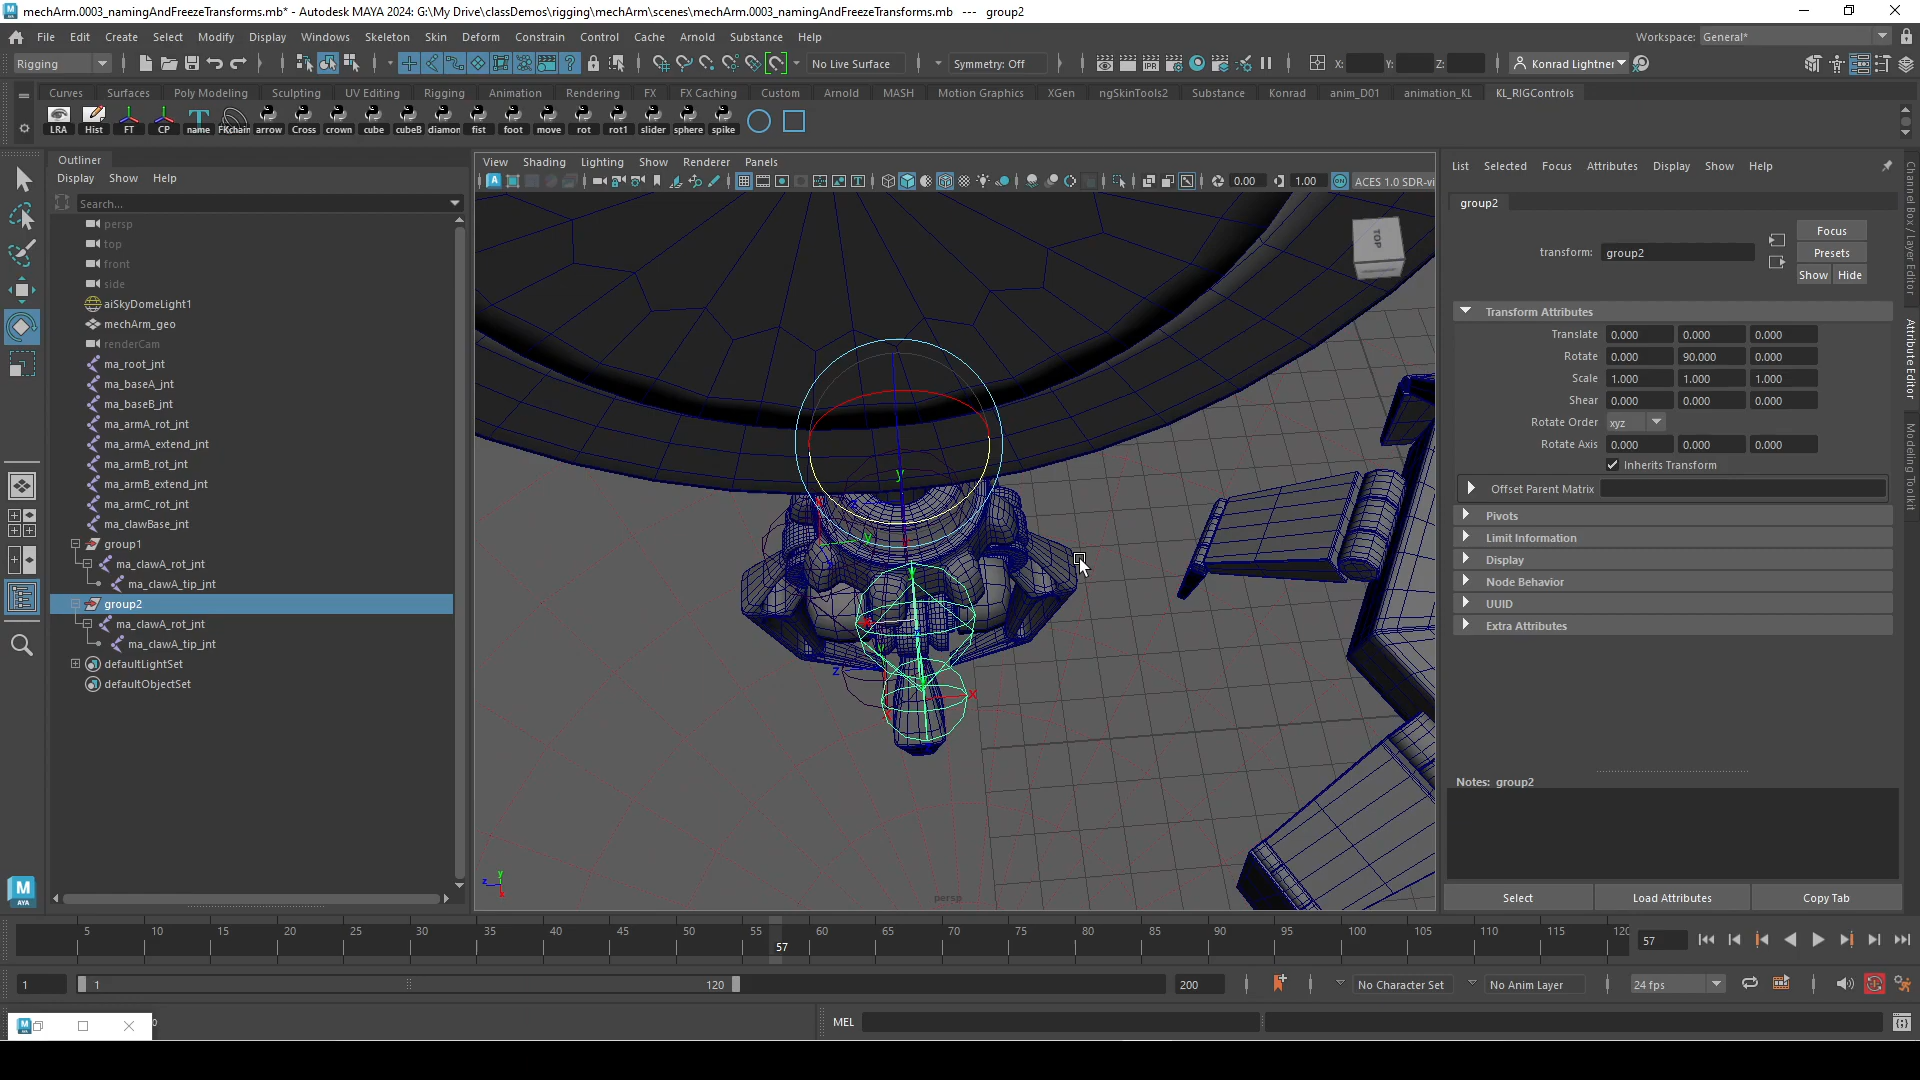 mechArm.0003_namingAndFreezeTransforms.mb* - Autodesk MAYA 2024: G:\My Drive\classDemos\rigging\mechArm\scenes\mechArm.0003_namingAndFreezeTransforms.mb --- group2
File Edit Create Select Modify Display Windows Skeleton Skin Deform Constrain Control Cache Arnold Substance Help
Workspace: General*
Rigging
No Live Surface
Symmetry: Off
X: Y: Z:
Konrad Lightner
Curves Surfaces Poly Modeling Sculpting UV Editing Rigging Animation Rendering FX FX Caching Custom Arnold MASH Motion Graphics XGen ngSkinTools2 Substance Konrad anim_D01 animation_KL KL_RIGControls
LRA Hist FT CP name FKchain arrow Cross crown cube cubeB diamon fist foot move rot rot1 slider sphere spike
Outliner
Display Show Help
Search...
persp
top
front
side
aiSkyDomeLight1
mechArm_geo
renderCam
ma_root_jnt
ma_baseA_jnt
ma_baseB_jnt
ma_armA_rot_jnt
ma_armA_extend_jnt
ma_armB_rot_jnt
ma_armB_extend_jnt
ma_armC_rot_jnt
ma_clawBase_jnt
group1
ma_clawA_rot_jnt
ma_clawA_tip_jnt
group2
ma_clawA_rot_jnt
ma_clawA_tip_jnt
defaultLightSet
defaultObjectSet
View Shading Lighting Show Renderer Panels
0.00 1.00 ACES 1.0 SDR-vi
TOP
persp
List Selected Focus Attributes Display Show Help
group2
Focus
transform: group2
Presets
Show Hide
Transform Attributes
Translate 0.000 0.000 0.000
Rotate 0.000 90.000 0.000
Scale 1.000 1.000 1.000
Shear 0.000 0.000 0.000
Rotate Order xyz
Rotate Axis 0.000 0.000 0.000
Inherits Transform
Offset Parent Matrix
Pivots
Limit Information
Display
Node Behavior
UUID
Extra Attributes
Notes: group2
Select Load Attributes Copy Tab
Channel Box / Layer Editor
Attribute Editor
Modeling Toolkit
5 10 15 20 25 30 35 40 45 50 55 57 60 65 70 75 80 85 90 95 100 105 110 115 120
57
1 1 120 200
No Character Set
No Anim Layer
24 fps
MEL